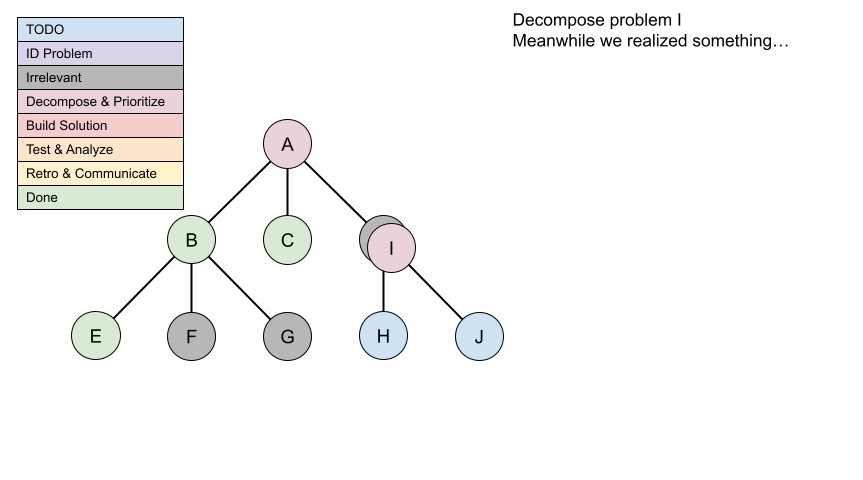 Decompose problem I
Meanwhile we realized something…
TODO
ID Problem
Irrelevant
Decompose & Prioritize
Build Solution
Test & Analyze
Retro & Communicate
Done
A
B
C
I
E
F
G
H
J